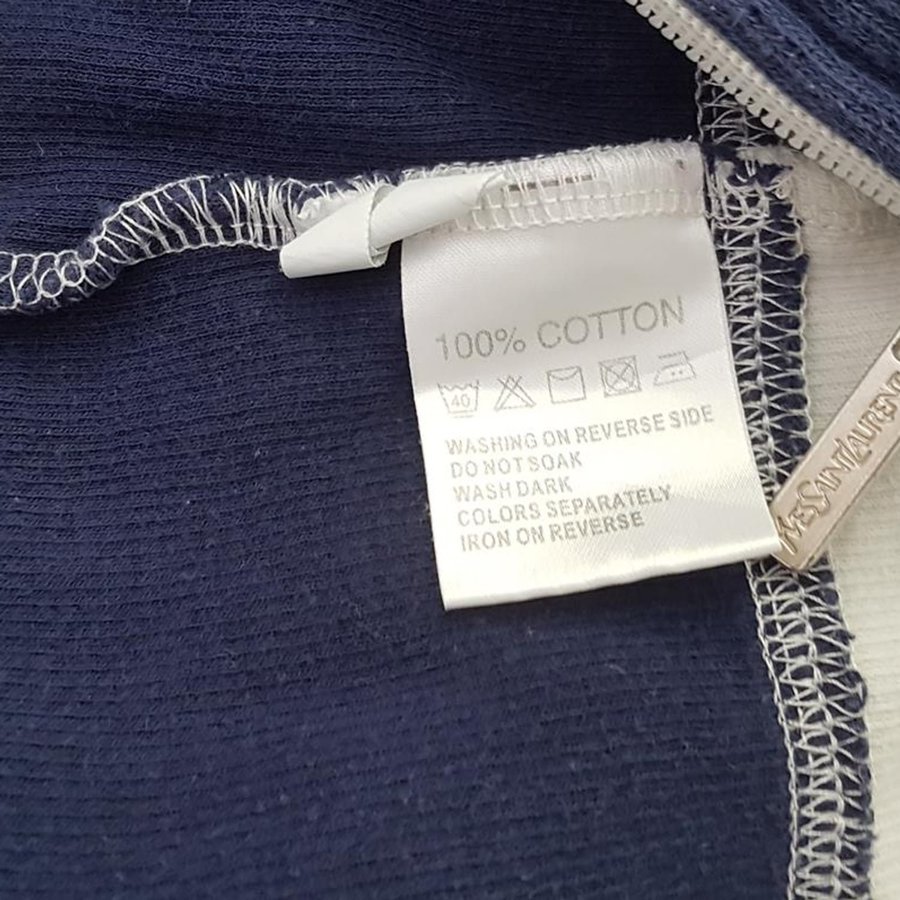 100% COTTON
40
WASHING ON REVERSE SIDE
DO NOT SOAK
WASH DARK
COLORS SEPARATELY
IRON ON REVERSE
YVESSAINTLAURENT